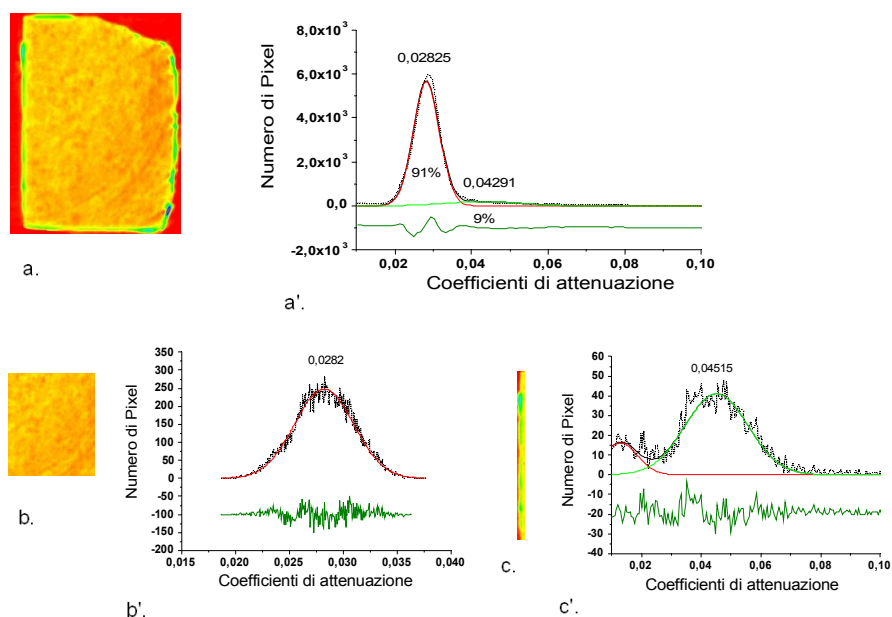 a.
Numero di Pixel
8,0x10³
6,0x10³
4,0x10³
2,0x10³
0,0
-2,0x10³
0,02825
91%
0,04291
9%
0,02 0,04 0,06 0,08 0,10
Coefficienti di attenuazione
a'.
b.
Numero di Pixel
350
300
250
200
150
100
50
0
-50
-100
-150
-200
0,0282
0,015 0,020 0,025 0,030 0,035 0,040
Coefficienti di attenuazione
b'.
c.
Numero di Pixel
60
50
40
30
20
10
0
-10
-20
-30
-40
0,04515
0,02 0,04 0,06 0,08 0,10
Coefficienti di attenuazione
c'.